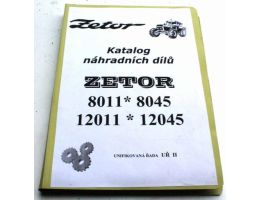 Zetor
Katalog
náhradních dílů
ZETOR
8011* 8045
12011 * 12045
UNIFIKOVANÁ ŘADA UŘ II